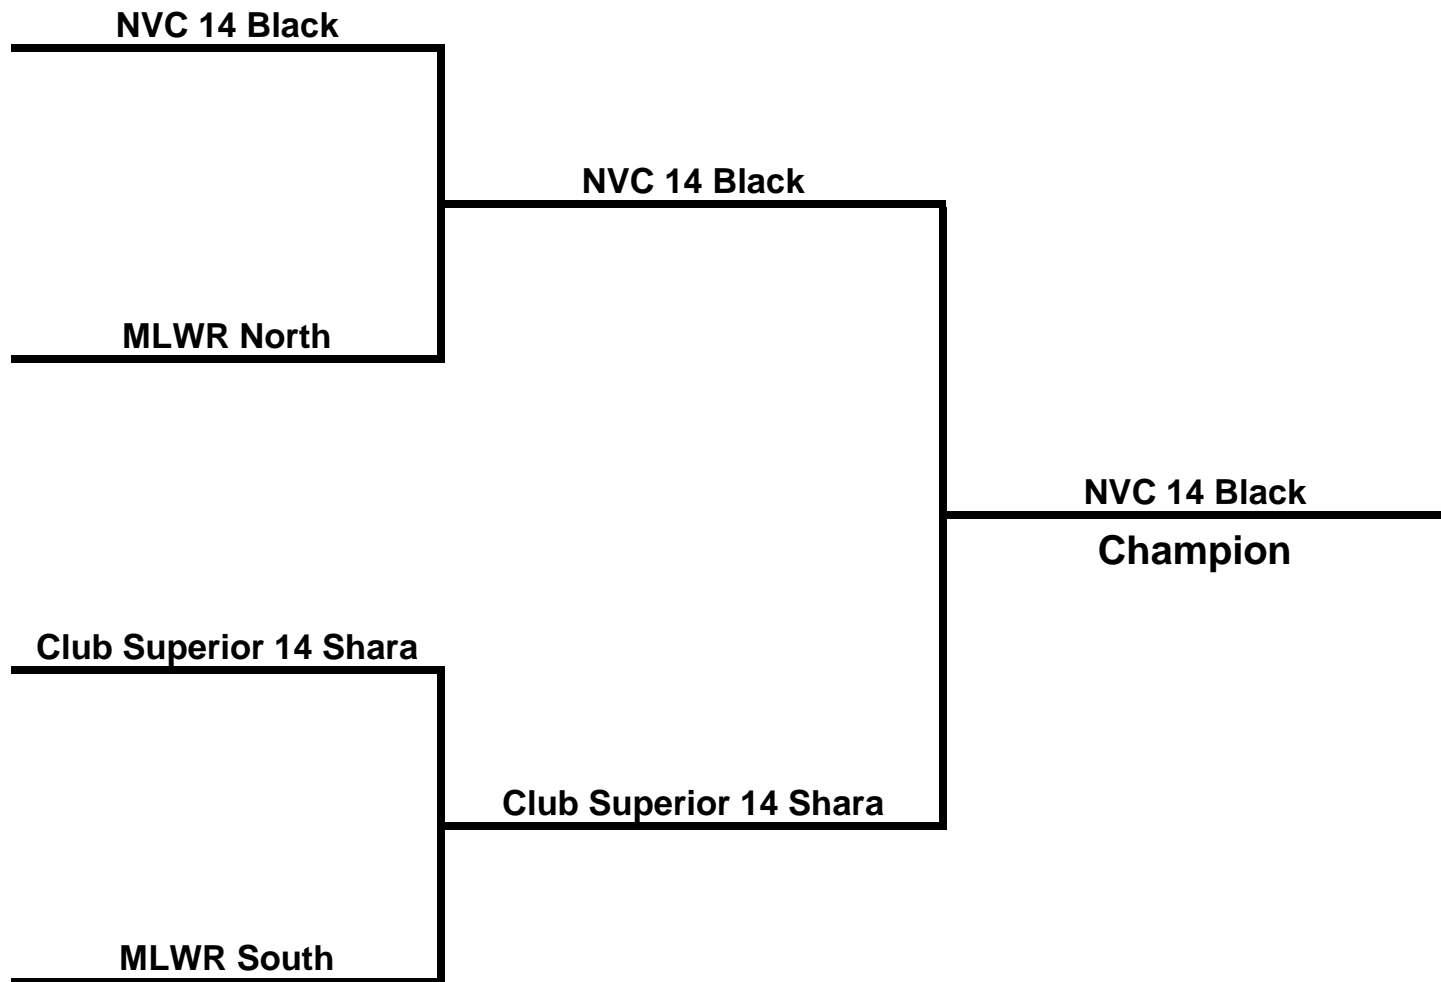 NVC 14 Black
NVC 14 Black
MLWR North
NVC 14 Black
Champion
Club Superior 14 Shara
Club Superior 14 Shara
MLWR South